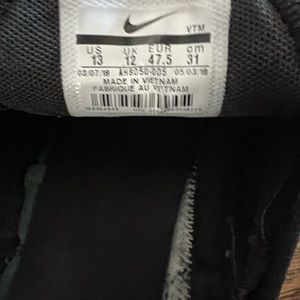 VTM
US UK EUR cm
13 12 47.5 31
03/07/18 AH8050-005 05/03/18
MADE IN VIETNAM
FABRIQUE AU VIETNAM